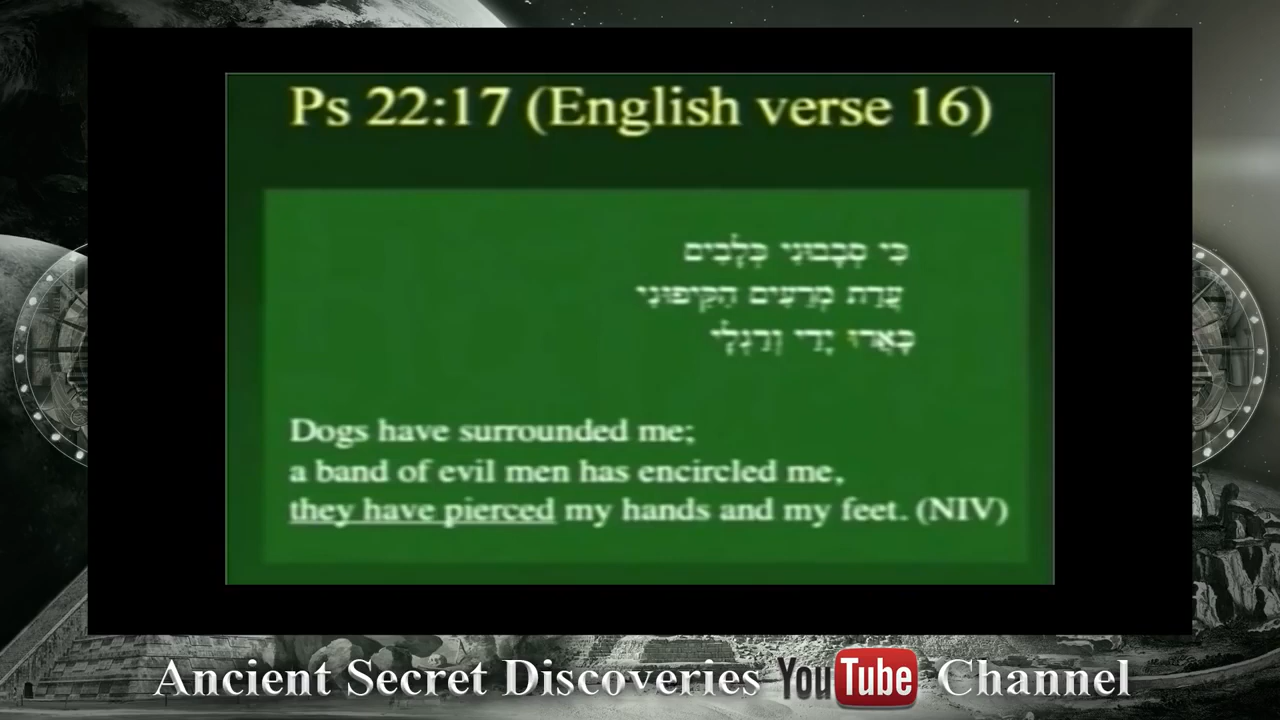 Ps 22:17 (English verse 16)
כִּי סְבָבוּנִי כְּלָבִים
עֲדַת מְרֵעִים הִקִּיפוּנִי
כָּאֲרוּ יָדַי וְרַגְלָי
Dogs have surrounded me;
a band of evil men has encircled me,
they have pierced my hands and my feet. (NIV)
Ancient Secret Discoveries YouTube Channel